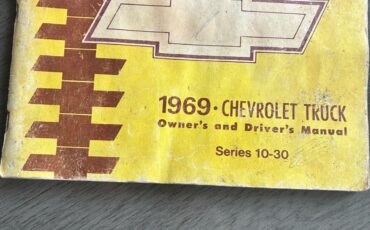 1969 · CHEVROLET TRUCK
Owner's and Driver's Manual
Series 10-30